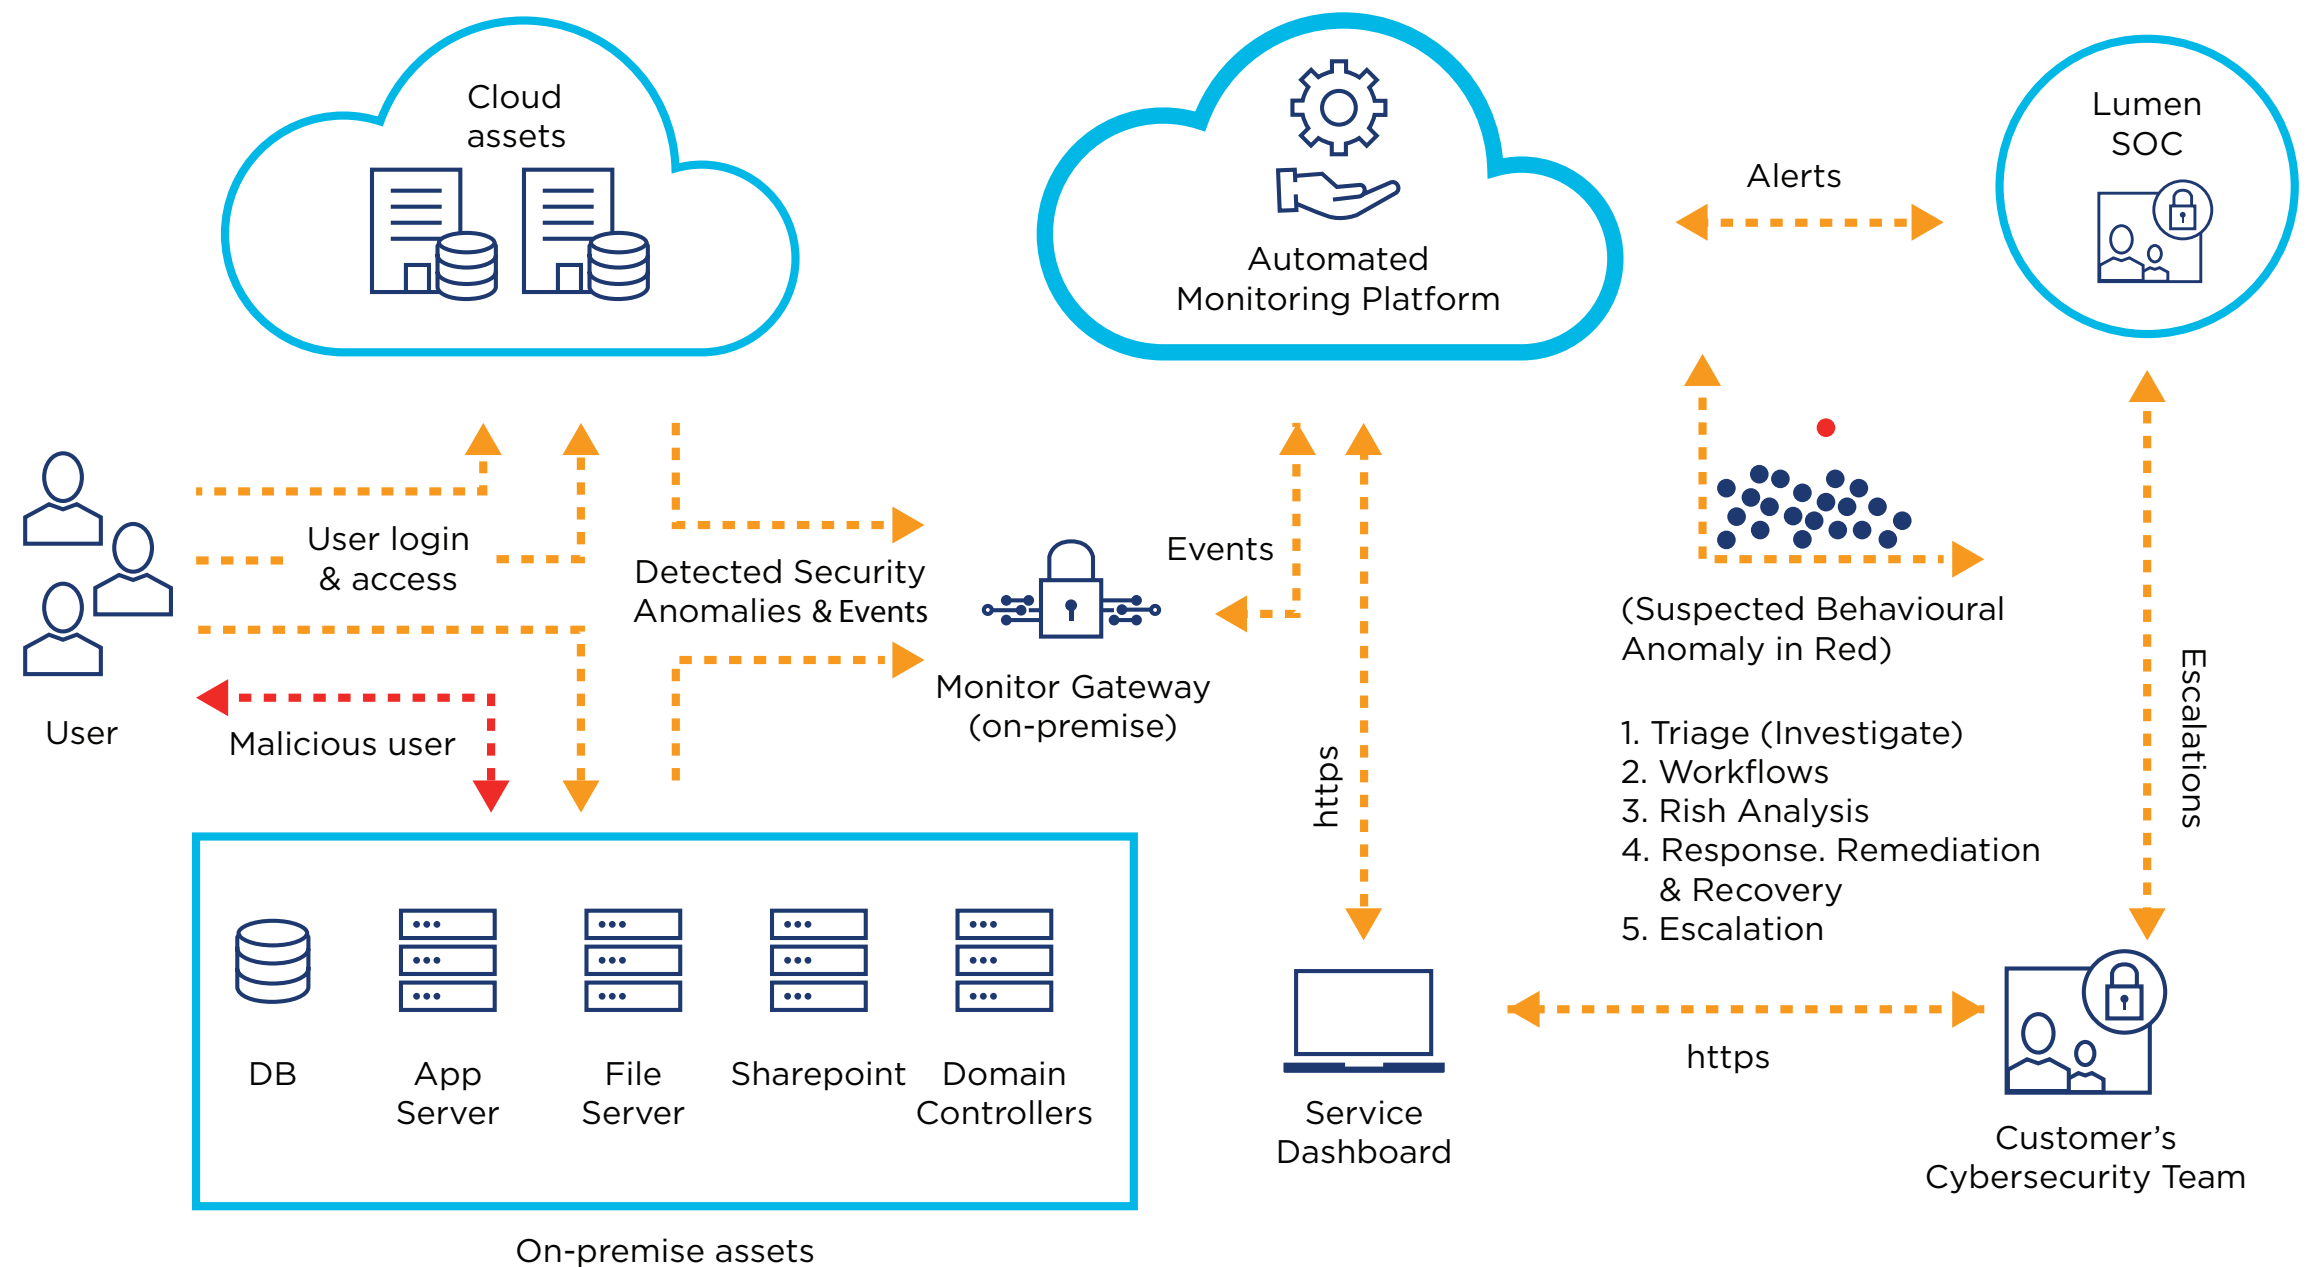 Cloud
assets
Automated
Monitoring Platform
Alerts
Lumen
SOC
User login
& access
Detected Security
Anomalies & Events
Events
Monitor Gateway
(on-premise)
User
Malicious user
https
(Suspected Behavioural
Anomaly in Red)
1. Triage (Investigate)
2. Workflows
3. Rish Analysis
4. Response. Remediation
& Recovery
5. Escalation
Escalations
DB
App
Server
File
Server
Sharepoint
Domain
Controllers
On-premise assets
Service
Dashboard
https
Customer’s
Cybersecurity Team